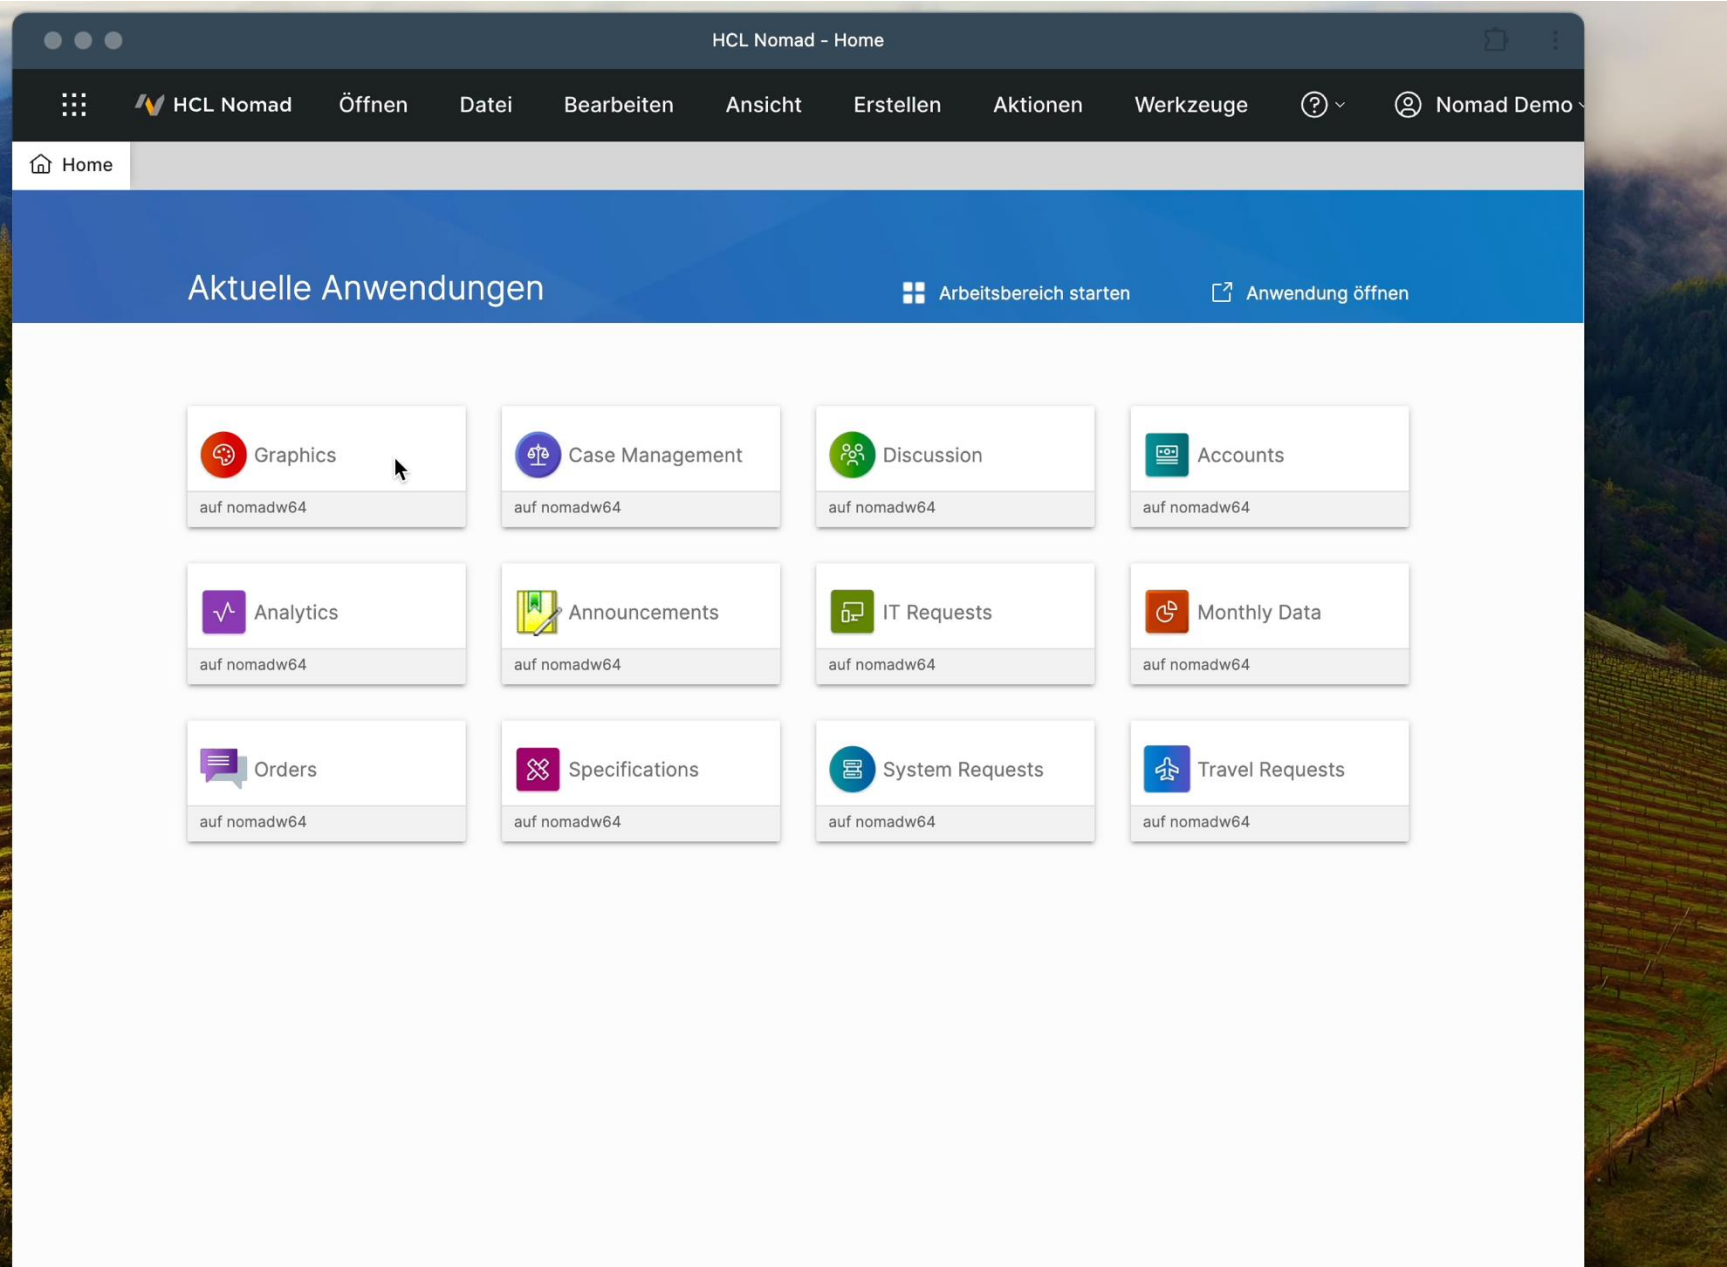 HCL Nomad - Home
HCL Nomad Öffnen Datei Bearbeiten Ansicht Erstellen Aktionen Werkzeuge ? Nomad Demo
Home
Aktuelle Anwendungen
Arbeitsbereich starten Anwendung öffnen
Graphics Case Management Discussion Accounts
auf nomadw64 auf nomadw64 auf nomadw64 auf nomadw64
Analytics Announcements IT Requests Monthly Data
auf nomadw64 auf nomadw64 auf nomadw64 auf nomadw64
Orders Specifications System Requests Travel Requests
auf nomadw64 auf nomadw64 auf nomadw64 auf nomadw64